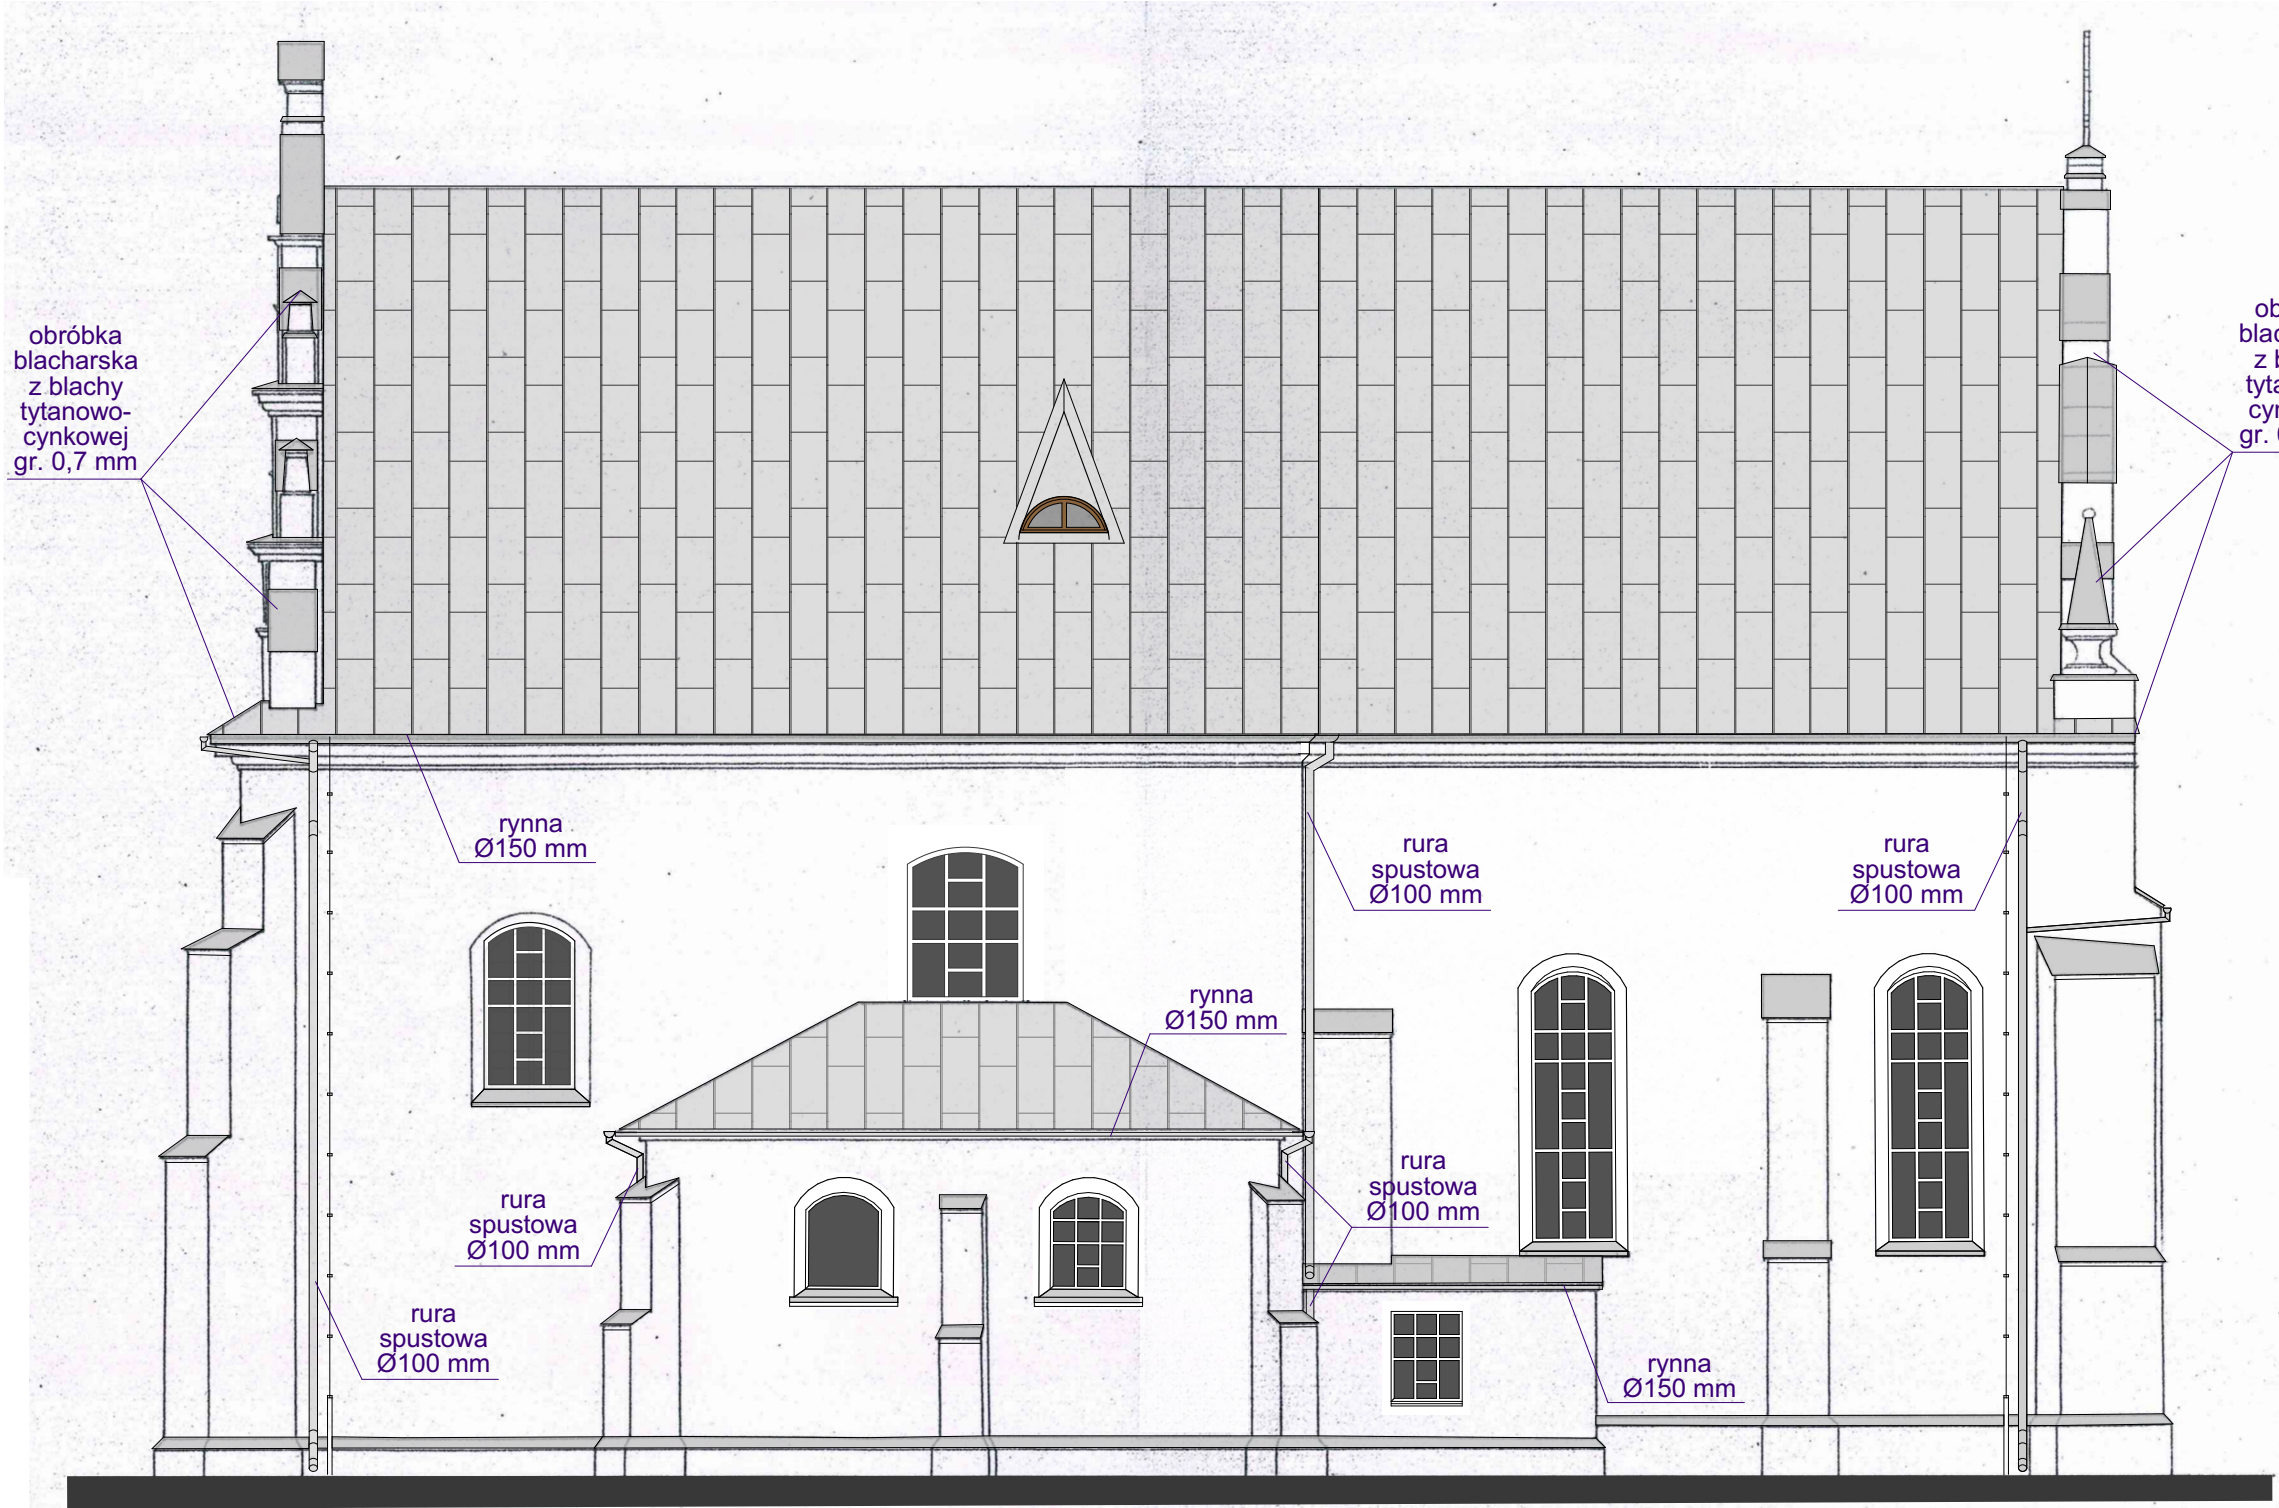 obróbka
blacharska
z blachy
tytanowo-
cynkowej
gr. 0,7 mm
rynna
Ø150 mm
rura
spustowa
Ø100 mm
rura
spustowa
Ø100 mm
rynna
Ø150 mm
rura
spustowa
Ø100 mm
rura
spustowa
Ø100 mm
rura
spustowa
Ø100 mm
rynna
Ø150 mm
z
gr.